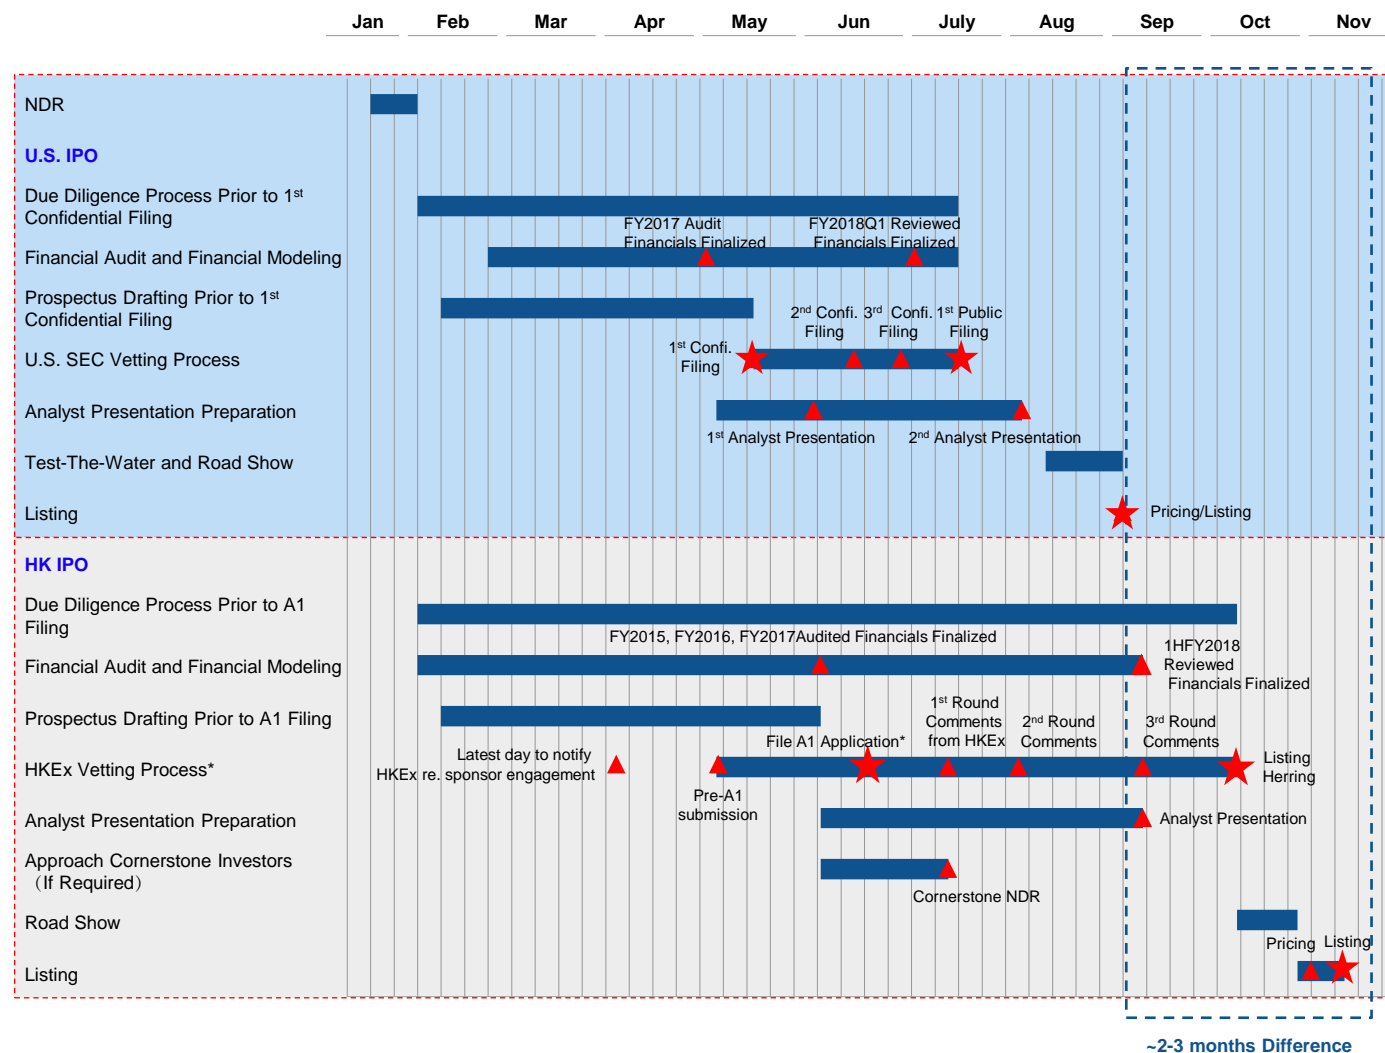 Jan Feb Mar Apr May Jun July Aug Sep Oct Nov
NDR
U.S. IPO
Due Diligence Process Prior to 1st
Confidential Filing
FY2017 Audit
Financials Finalized
FY2018Q1 Reviewed
Financials Finalized
Financial Audit and Financial Modeling
Prospectus Drafting Prior to 1st
Confidential Filing
2nd Confi.
Filing
3rd Confi.
Filing
1st Public
Filing
1st Confi.
Filing
U.S. SEC Vetting Process
Analyst Presentation Preparation
1st Analyst Presentation
2nd Analyst Presentation
Test-The-Water and Road Show
Listing
Pricing/Listing
HK IPO
Due Diligence Process Prior to A1
Filing
FY2015, FY2016, FY2017Audited Financials Finalized
1HFY2018
Reviewed
Financials Finalized
Financial Audit and Financial Modeling
Prospectus Drafting Prior to A1 Filing
1st Round
Comments
from HKEx
2nd Round
Comments
3rd Round
Comments
File A1 Application*
Latest day to notify
HKEx re. sponsor engagement
HKEx Vetting Process*
Listing
Herring
Pre-A1
submission
Analyst Presentation Preparation
Analyst Presentation
Approach Cornerstone Investors
（If Required）
Cornerstone NDR
Road Show
Pricing
Listing
Listing
~2-3 months Difference